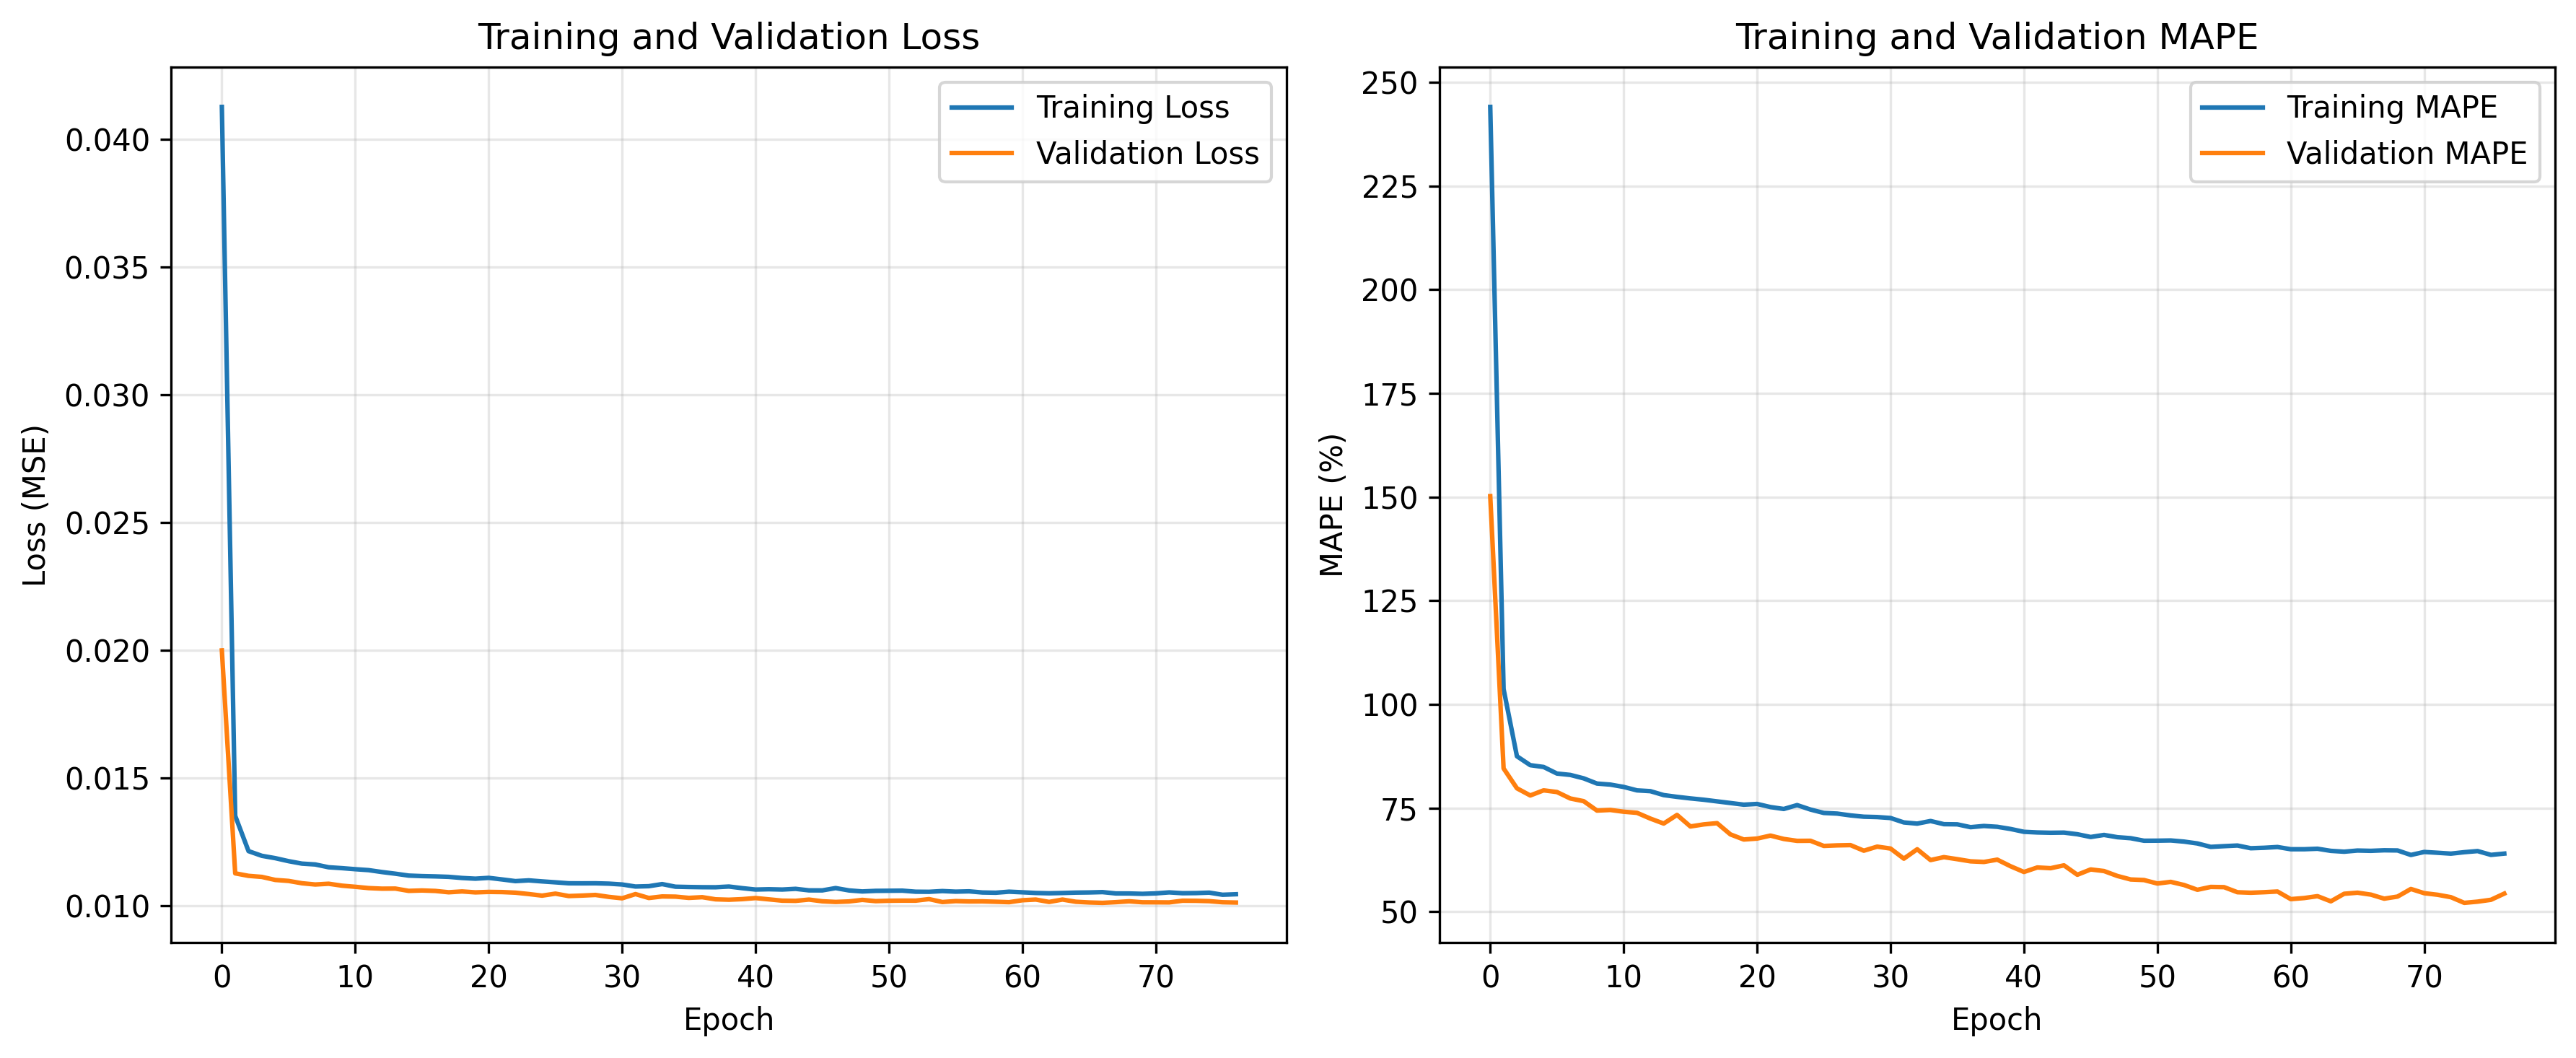 Training and Validation Loss
Training Loss
Validation Loss
0.040
0.035
0.030
0.025
0.020
0.015
0.010
Loss (MSE)
0 10 20 30 40 50 60 70
Epoch
Training and Validation MAPE
Training MAPE
Validation MAPE
250
225
200
175
150
125
100
75
50
MAPE (%)
0 10 20 30 40 50 60 70
Epoch